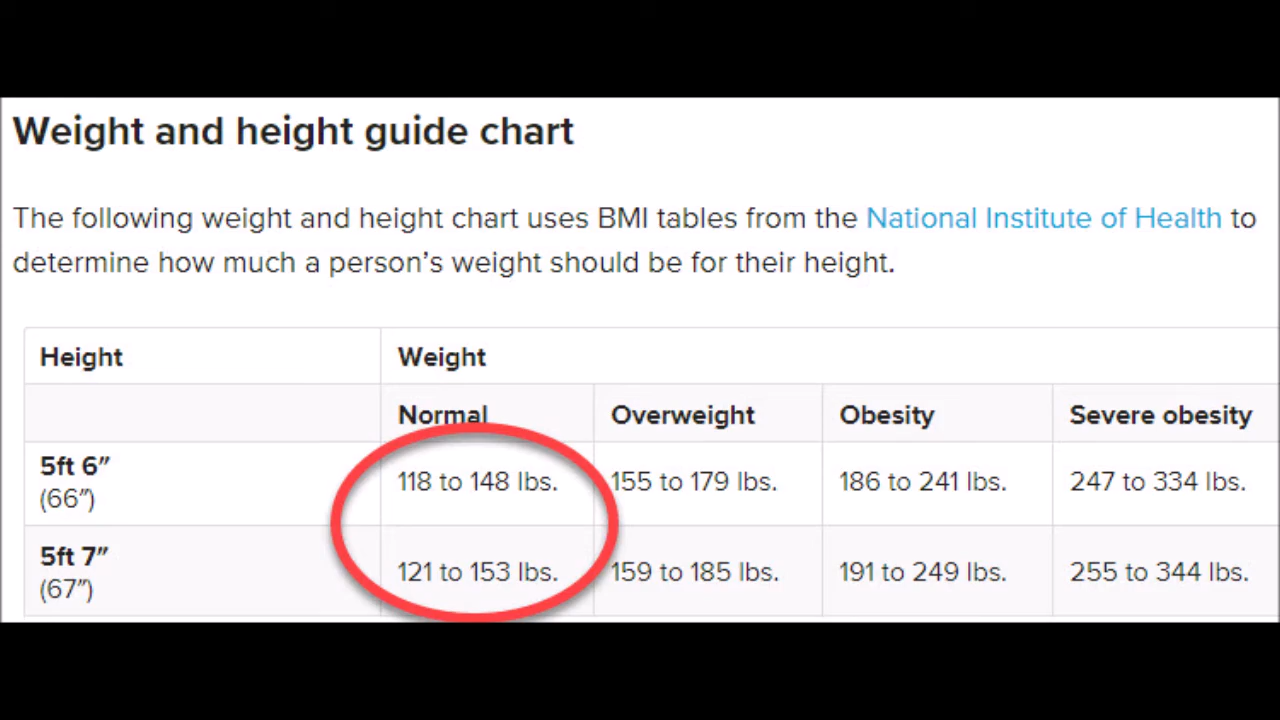 Weight and height guide chart
The following weight and height chart uses BMI tables from the National Institute of Health to
determine how much a person’s weight should be for their height.
Height Weight
Normal Overweight Obesity Severe obesity
5ft 6″
(66″)
118 to 148 lbs. 155 to 179 lbs. 186 to 241 lbs. 247 to 334 lbs.
5ft 7″
(67″)
121 to 153 lbs. 159 to 185 lbs. 191 to 249 lbs. 255 to 344 lbs.